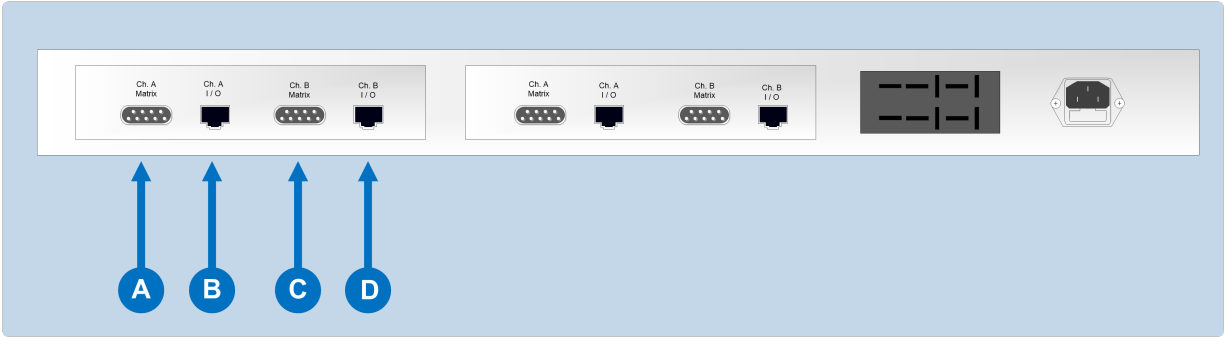 Ch. A
Matrix
Ch. A
I / O
Ch. B
Matrix
Ch. B
I / O
Ch. A
Matrix
Ch. A
I / O
Ch. B
Matrix
Ch. B
I / O
A
B
C
D